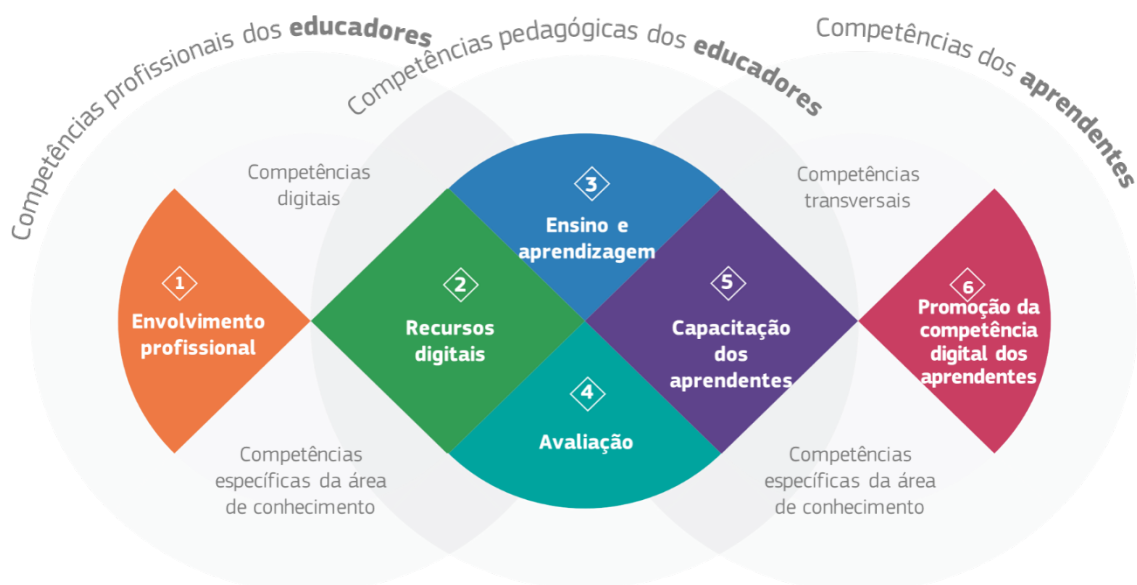 Competências profissionais dos educadores
Competências pedagógicas dos educadores
Competências dos aprendentes
Competências
digitais
Competências
transversais
1
Envolvimento
profissional
2
Recursos
digitais
3
Ensino e
aprendizagem
4
Avaliação
5
Capacitação
dos
aprendentes
6
Promoção da
competência
digital dos
aprendentes
Competências
específicas da área
de conhecimento
Competências
específicas da área
de conhecimento